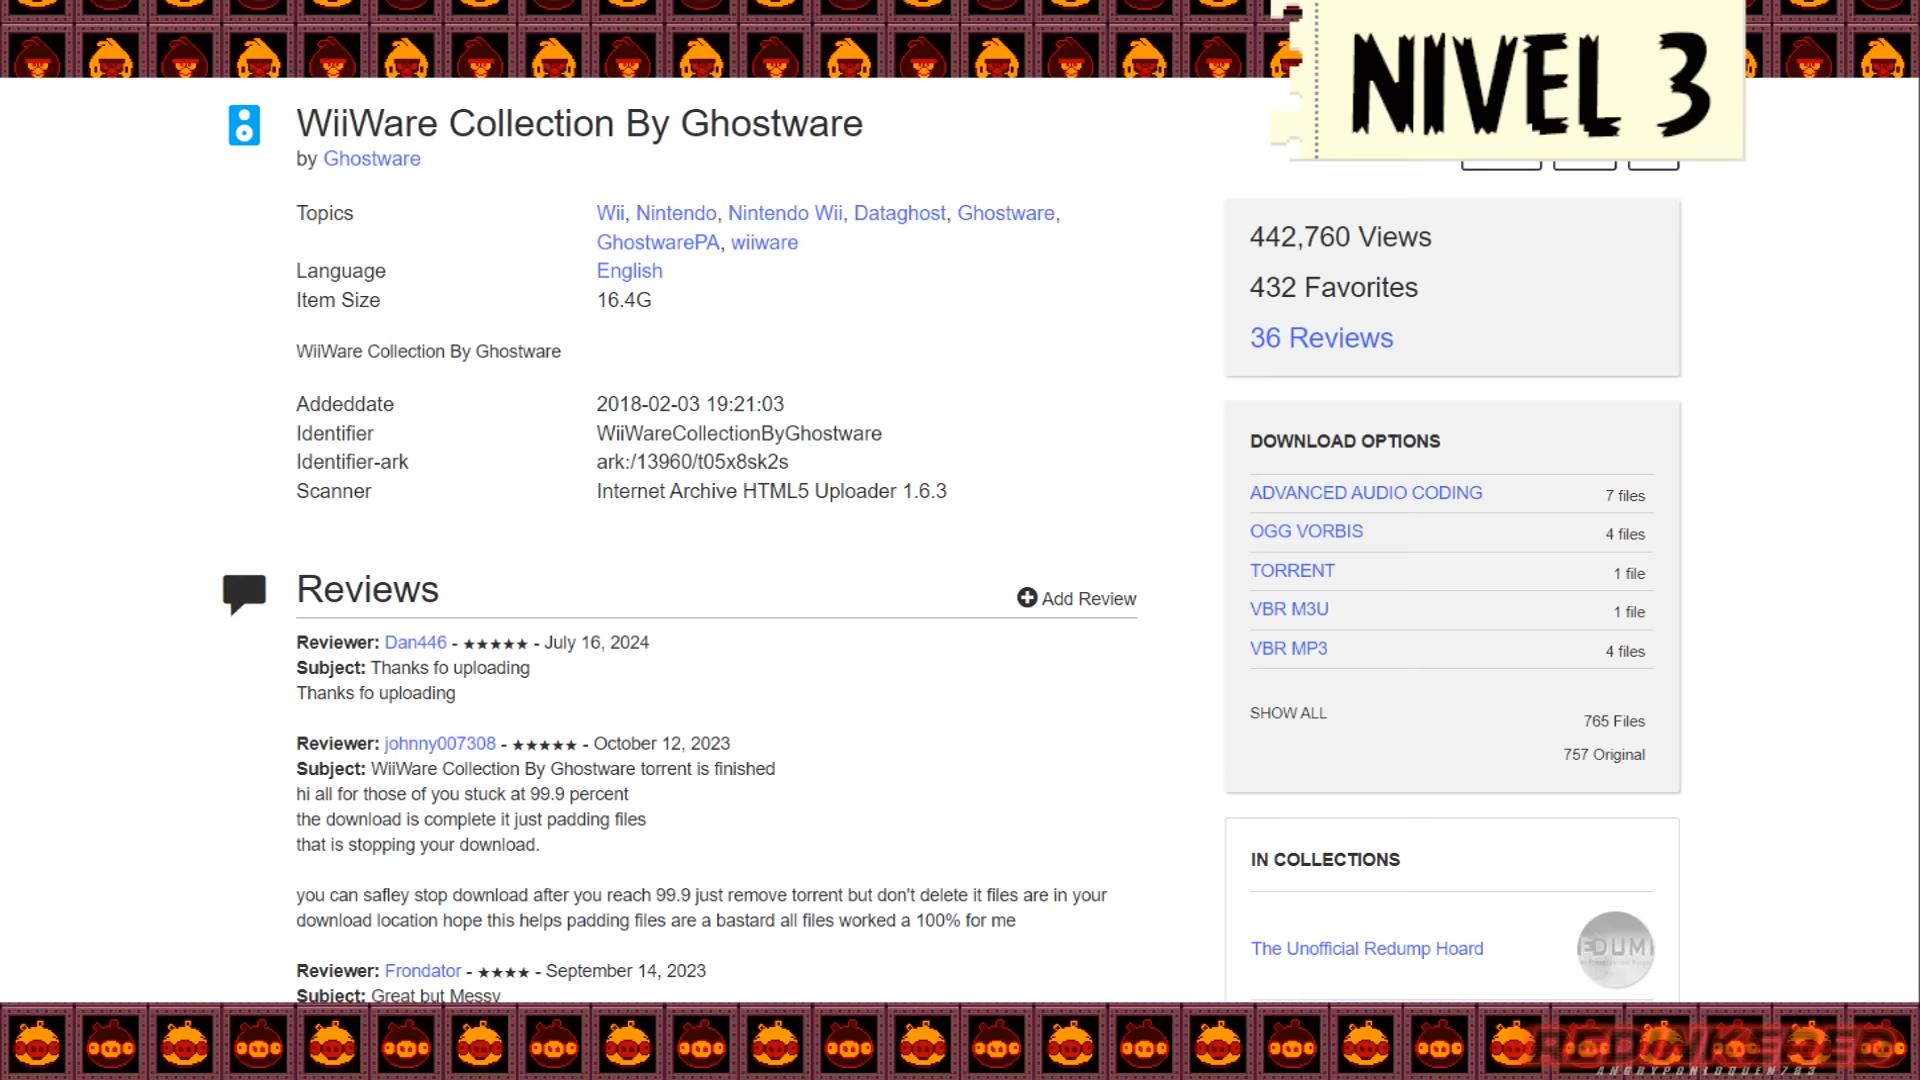 NIVEL 3
WiiWare Collection By Ghostware
by Ghostware
Topics
Wii, Nintendo, Nintendo Wii, Dataghost, Ghostware,
GhostwarePA, wiiware
Language
English
Item Size
16.4G
WiiWare Collection By Ghostware
Addeddate
2018-02-03 19:21:03
Identifier
WiiWareCollectionByGhostware
Identifier-ark
ark:/13960/t05x8sk2s
Scanner
Internet Archive HTML5 Uploader 1.6.3
Reviews
Add Review
Reviewer: Dan446 - ★★★★★ - July 16, 2024
Subject: Thanks fo uploading
Thanks fo uploading
Reviewer: johnny007308 - ★★★★★ - October 12, 2023
Subject: WiiWare Collection By Ghostware torrent is finished
hi all for those of you stuck at 99.9 percent
the download is complete it just padding files
that is stopping your download.
you can safley stop download after you reach 99.9 just remove torrent but don't delete it files are in your
download location hope this helps padding files are a bastard all files worked a 100% for me
Reviewer: Frondator - ★★★★ - September 14, 2023
Subject: Great but Messy
442,760 Views
432 Favorites
36 Reviews
DOWNLOAD OPTIONS
ADVANCED AUDIO CODING
7 files
OGG VORBIS
4 files
TORRENT
1 file
VBR M3U
1 file
VBR MP3
4 files
SHOW ALL
765 Files
757 Original
IN COLLECTIONS
The Unofficial Redump Hoard